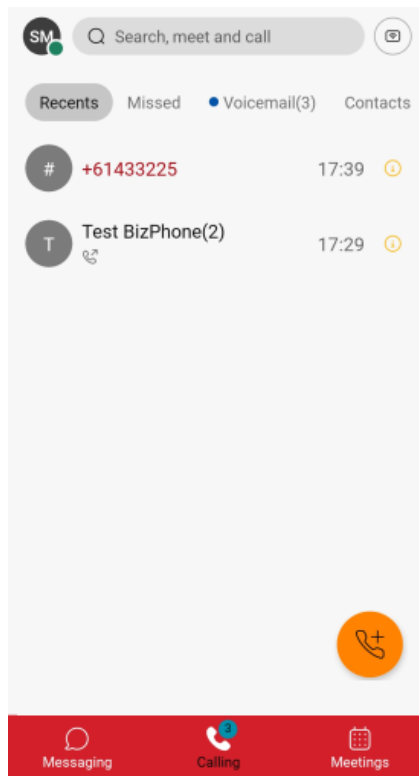 SM Search, meet and call
Recents Missed Voicemail(3) Contacts
# +61433225 17:39
T Test BizPhone(2) 17:29
3
Messaging Calling Meetings